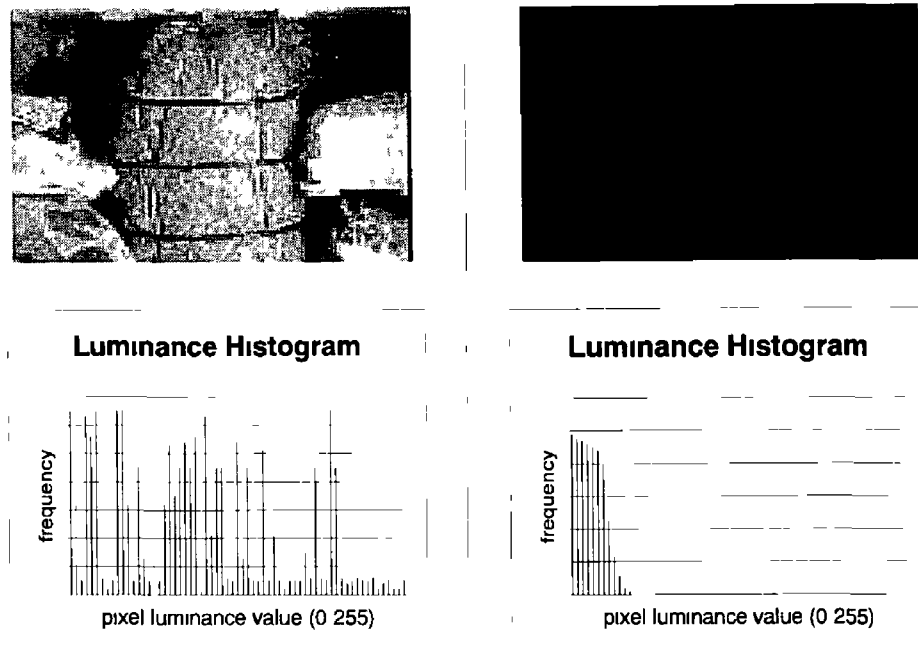 Luminance Histogram
frequency
pixel luminance value (0 255)
Luminance Histogram
frequency
pixel luminance value (0 255)